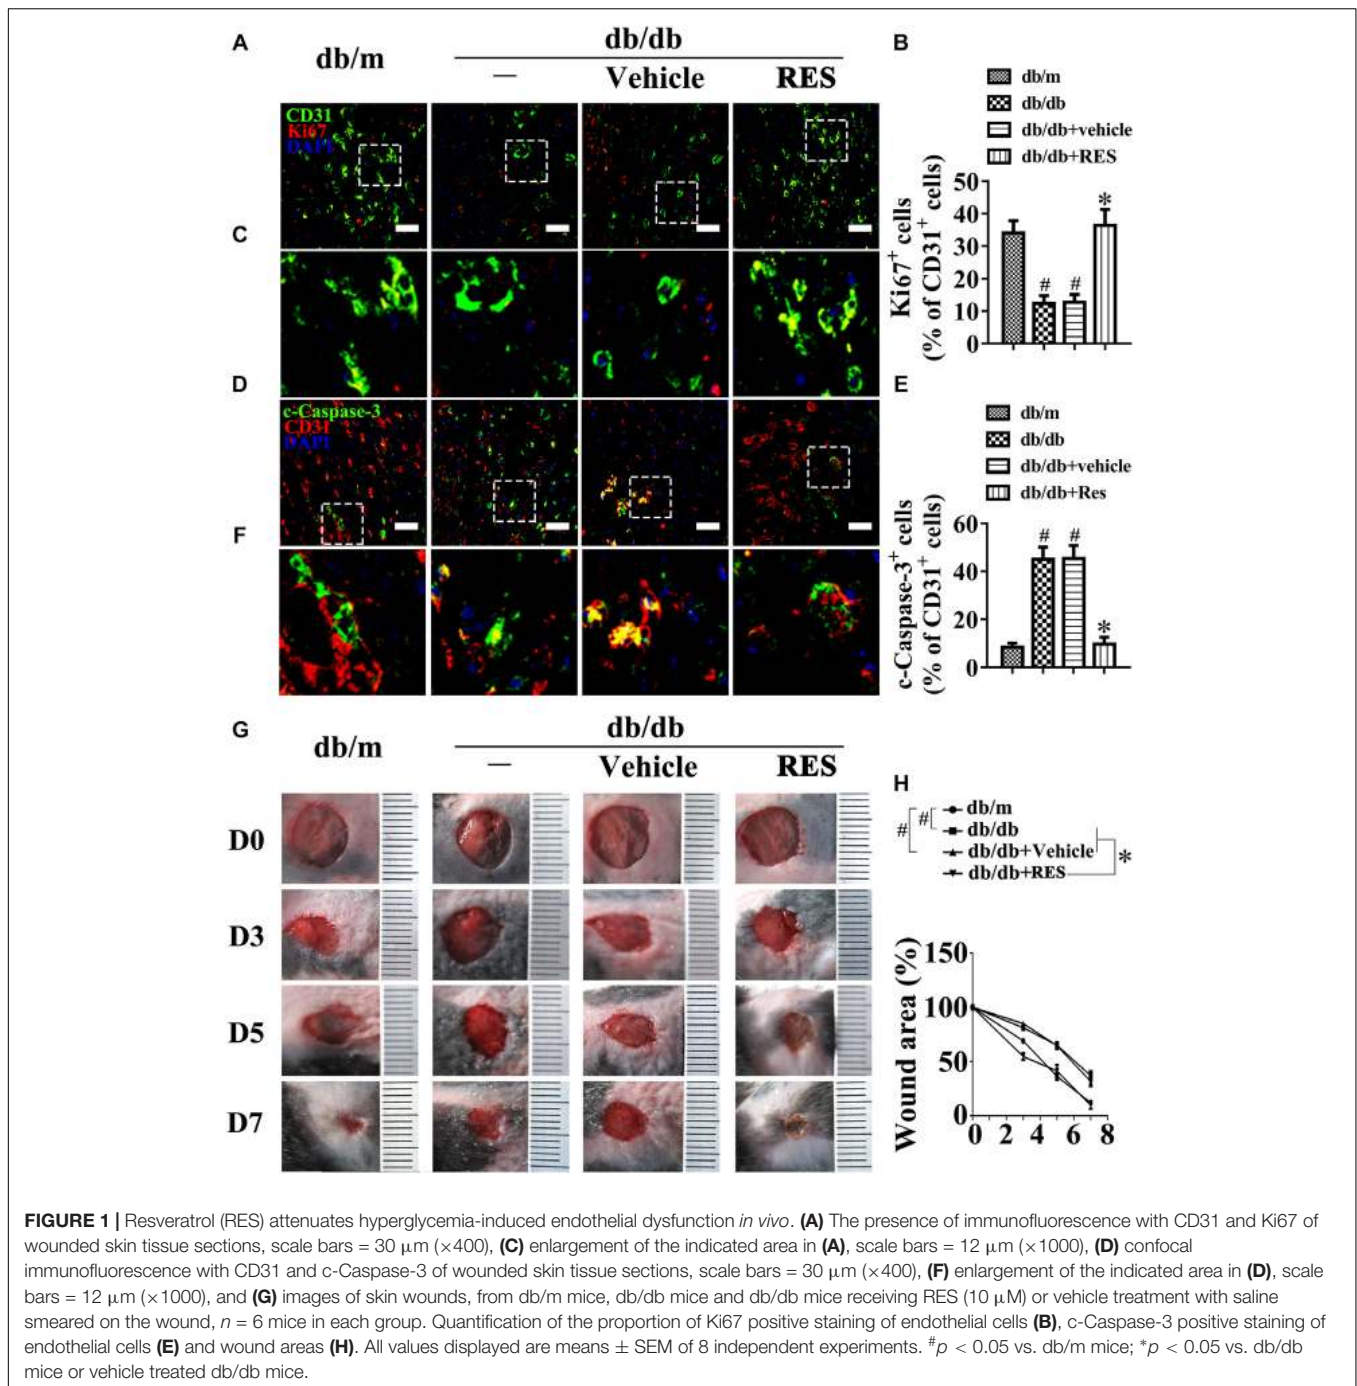 A
db/m
db/db
—
Vehicle
RES
CD31
Ki67
DAPI
C
D
c-Caspase-3
CD31
DAPI
F
B
db/m
db/db
db/db+vehicle
db/db+RES
Ki67+ cells
(% of CD31+ cells)
50
40
30
20
10
0
#
#
*
E
db/m
db/db
db/db+vehicle
db/db+Res
c-Caspase-3+ cells
(% of CD31+ cells)
60
40
20
0
#
#
*
G
db/m
db/db
—
Vehicle
RES
D0
D3
D5
D7
H
# # db/m
db/db
db/db+Vehicle *
db/db+RES
Wound area (%)
150
100
50
0
0 2 4 6 8
FIGURE 1 | Resveratrol (RES) attenuates hyperglycemia-induced endothelial dysfunction in vivo. (A) The presence of immunofluorescence with CD31 and Ki67 of
wounded skin tissue sections, scale bars = 30 μm (×400), (C) enlargement of the indicated area in (A), scale bars = 12 μm (×1000), (D) confocal
immunofluorescence with CD31 and c-Caspase-3 of wounded skin tissue sections, scale bars = 30 μm (×400), (F) enlargement of the indicated area in (D), scale
bars = 12 μm (×1000), and (G) images of skin wounds, from db/m mice, db/db mice and db/db mice receiving RES (10 μM) or vehicle treatment with saline
smeared on the wound, n = 6 mice in each group. Quantification of the proportion of Ki67 positive staining of endothelial cells (B), c-Caspase-3 positive staining of
endothelial cells (E) and wound areas (H). All values displayed are means ± SEM of 8 independent experiments. #p < 0.05 vs. db/m mice; *p < 0.05 vs. db/db
mice or vehicle treated db/db mice.